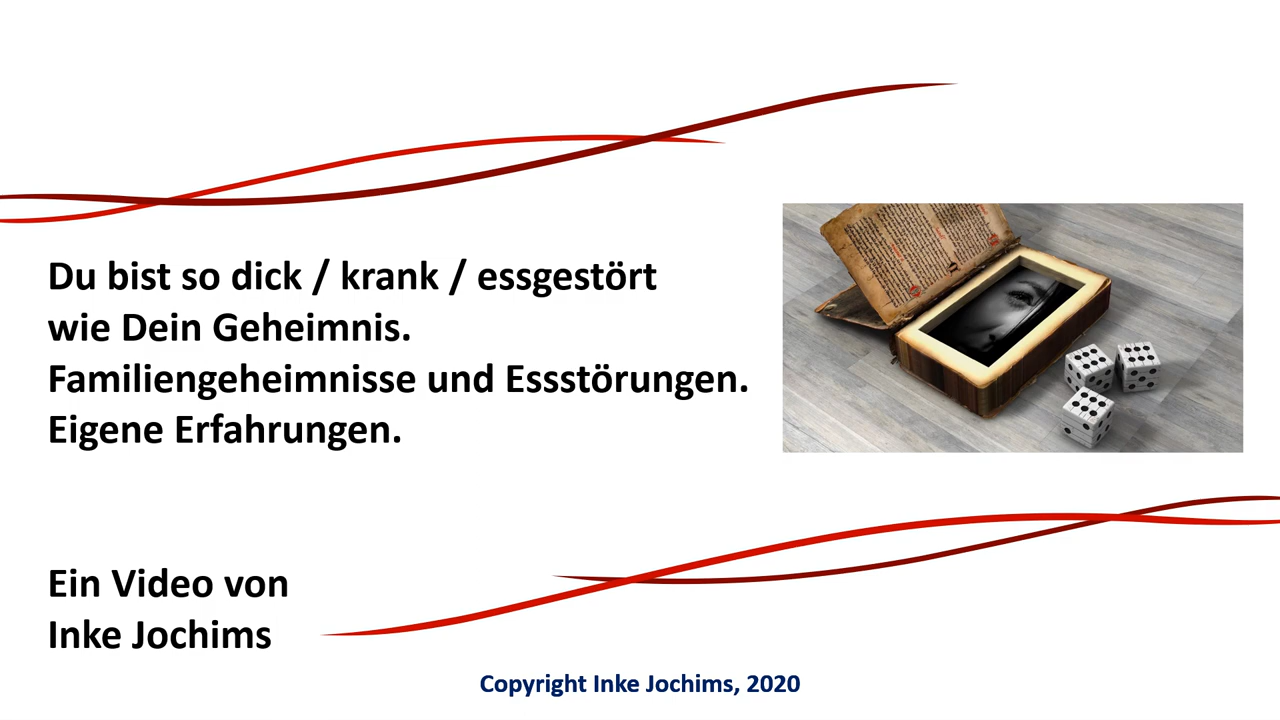 Du bist so dick / krank / essgestört
wie Dein Geheimnis.
Familiengeheimnisse und Essstörungen.
Eigene Erfahrungen.
Ein Video von
Inke Jochims
Copyright Inke Jochims, 2020